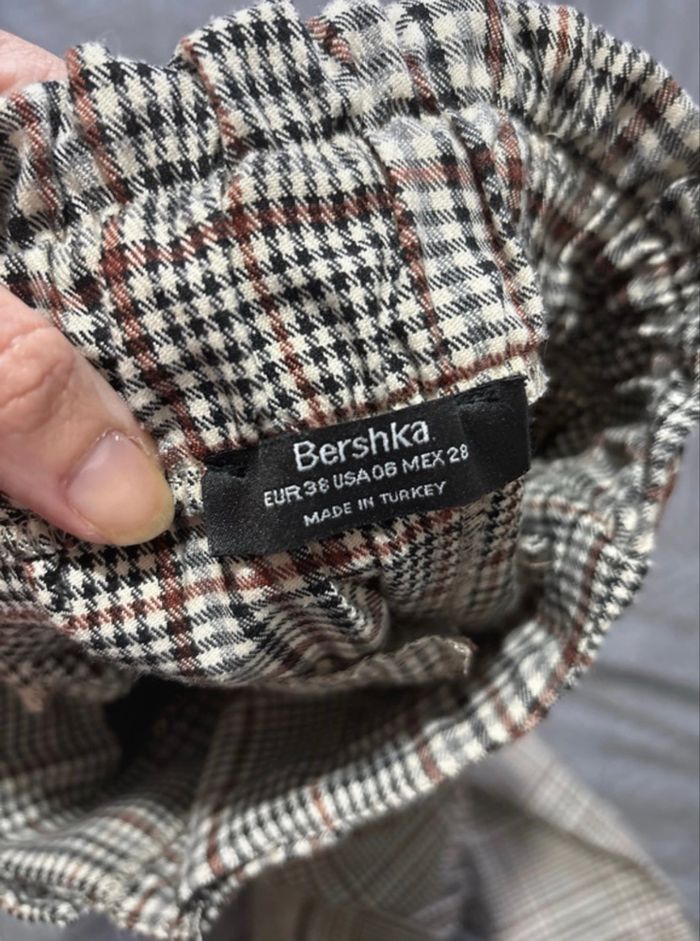 Bershka
EUR 38 USA 06 MEX 28
MADE IN TURKEY